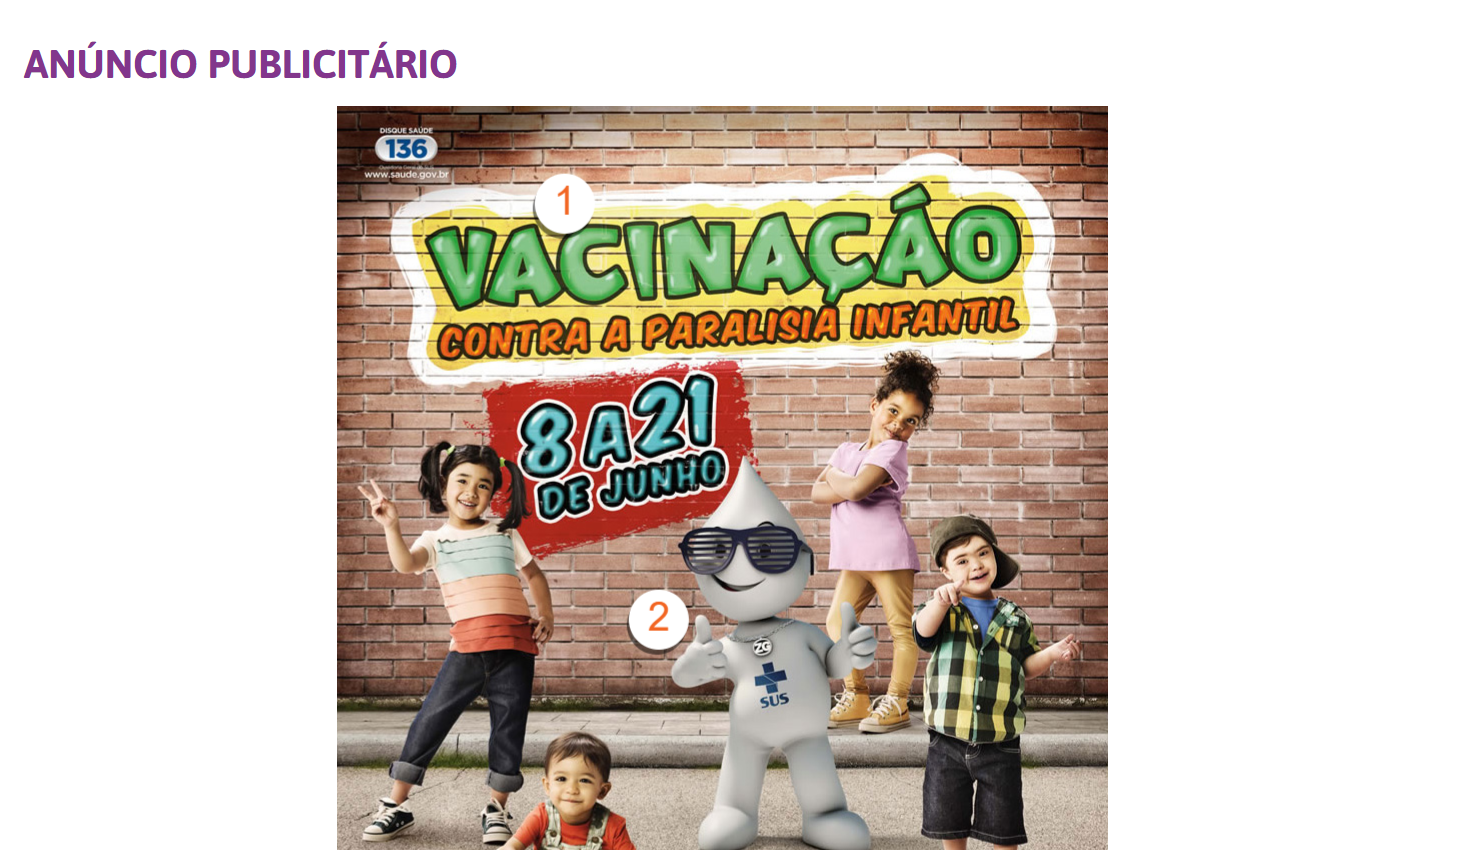 ANÚNCIO PUBLICITÁRIO
DISQUE SAÚDE
136
www.saude.gov.br
1
VACINAÇÃO
CONTRA A PARALISIA INFANTIL
8 A 21
DE JUNHO
2
ZG
SUS